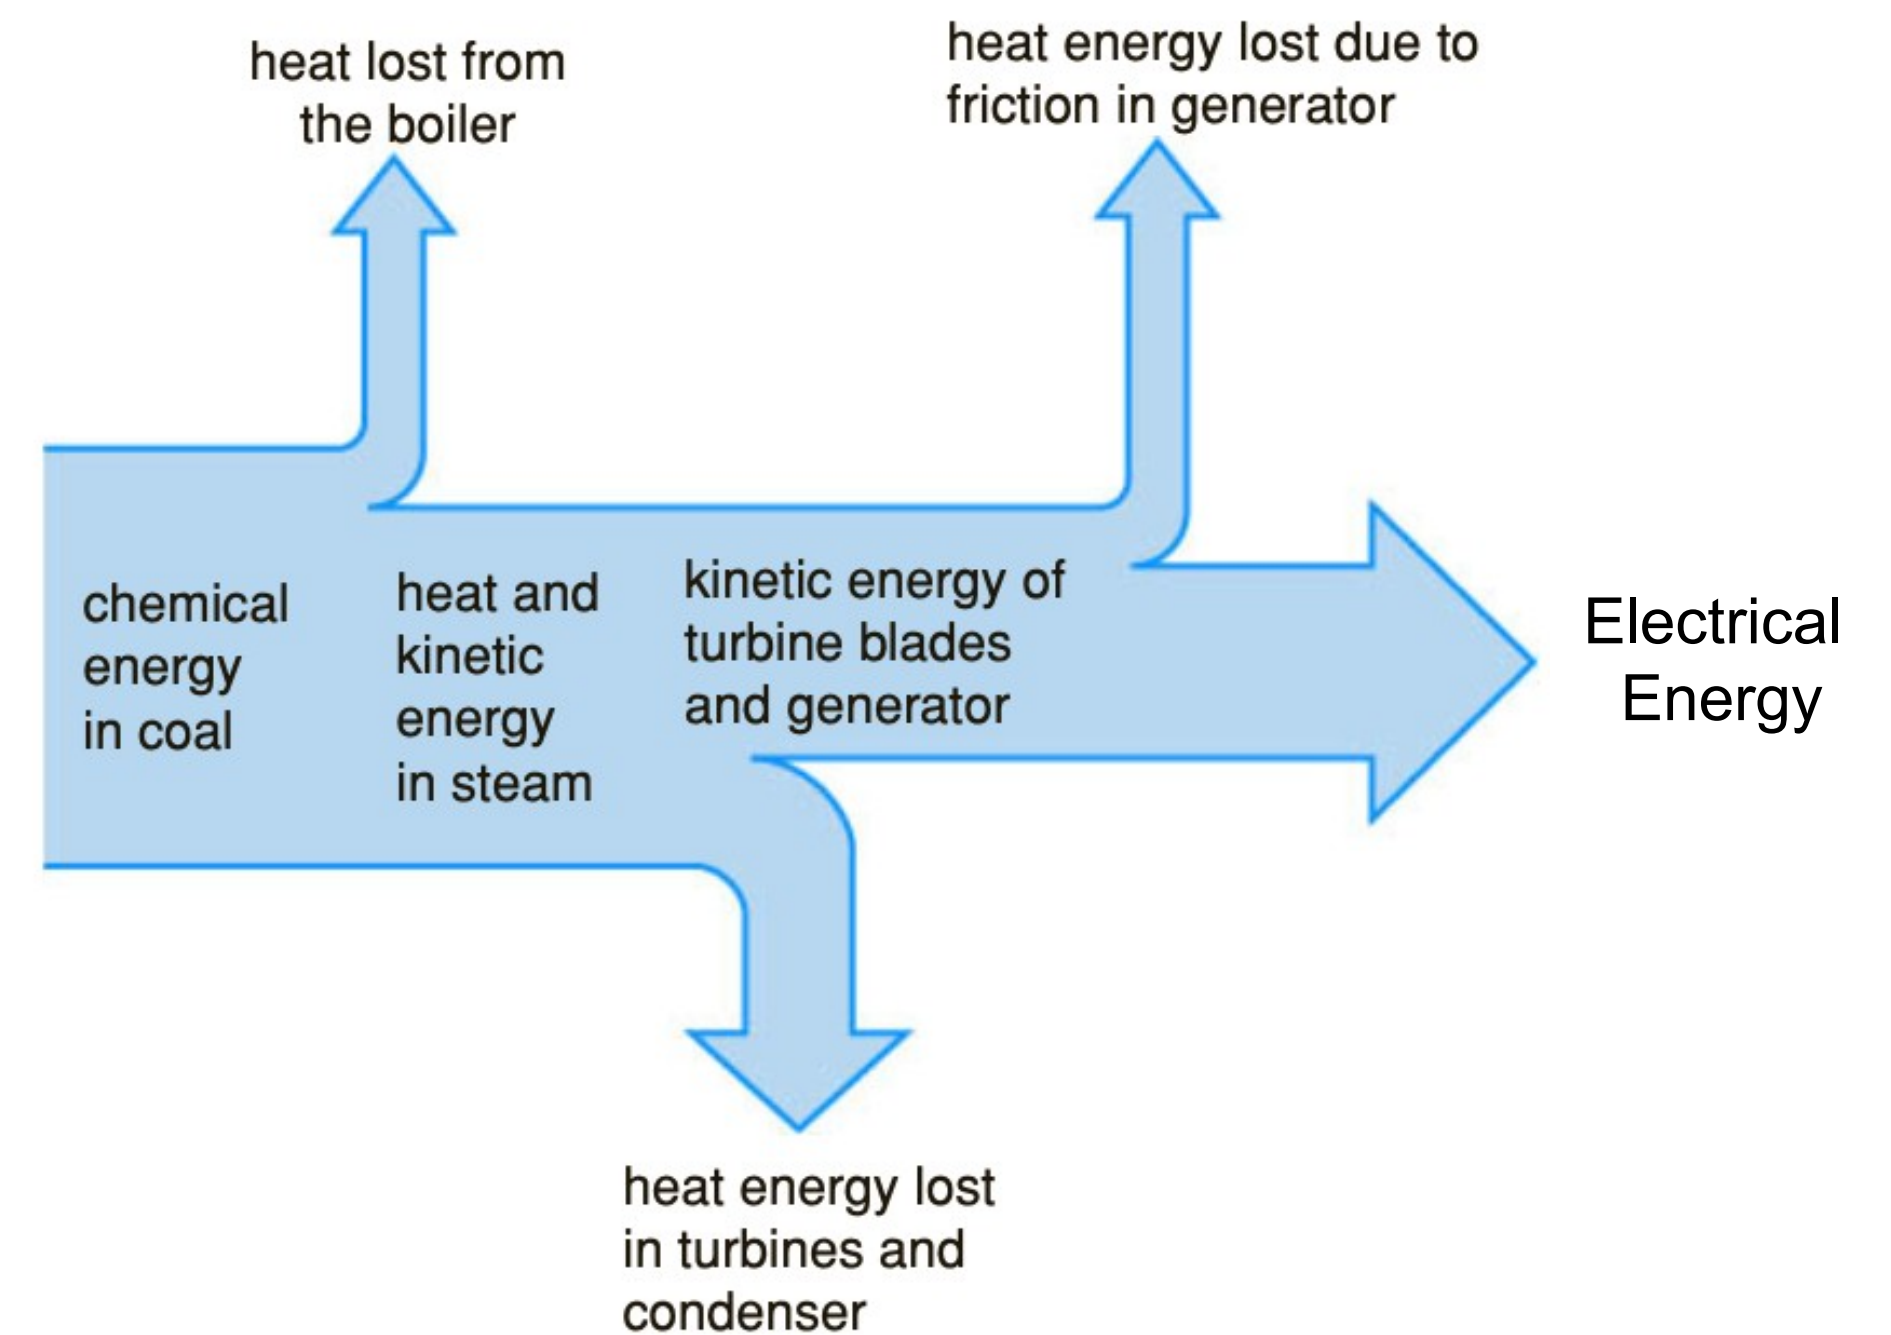 heat lost from
the boiler
heat energy lost due to
friction in generator
chemical
energy
in coal
heat and
kinetic
energy
in steam
kinetic energy of
turbine blades
and generator
Electrical
Energy
heat energy lost
in turbines and
condenser